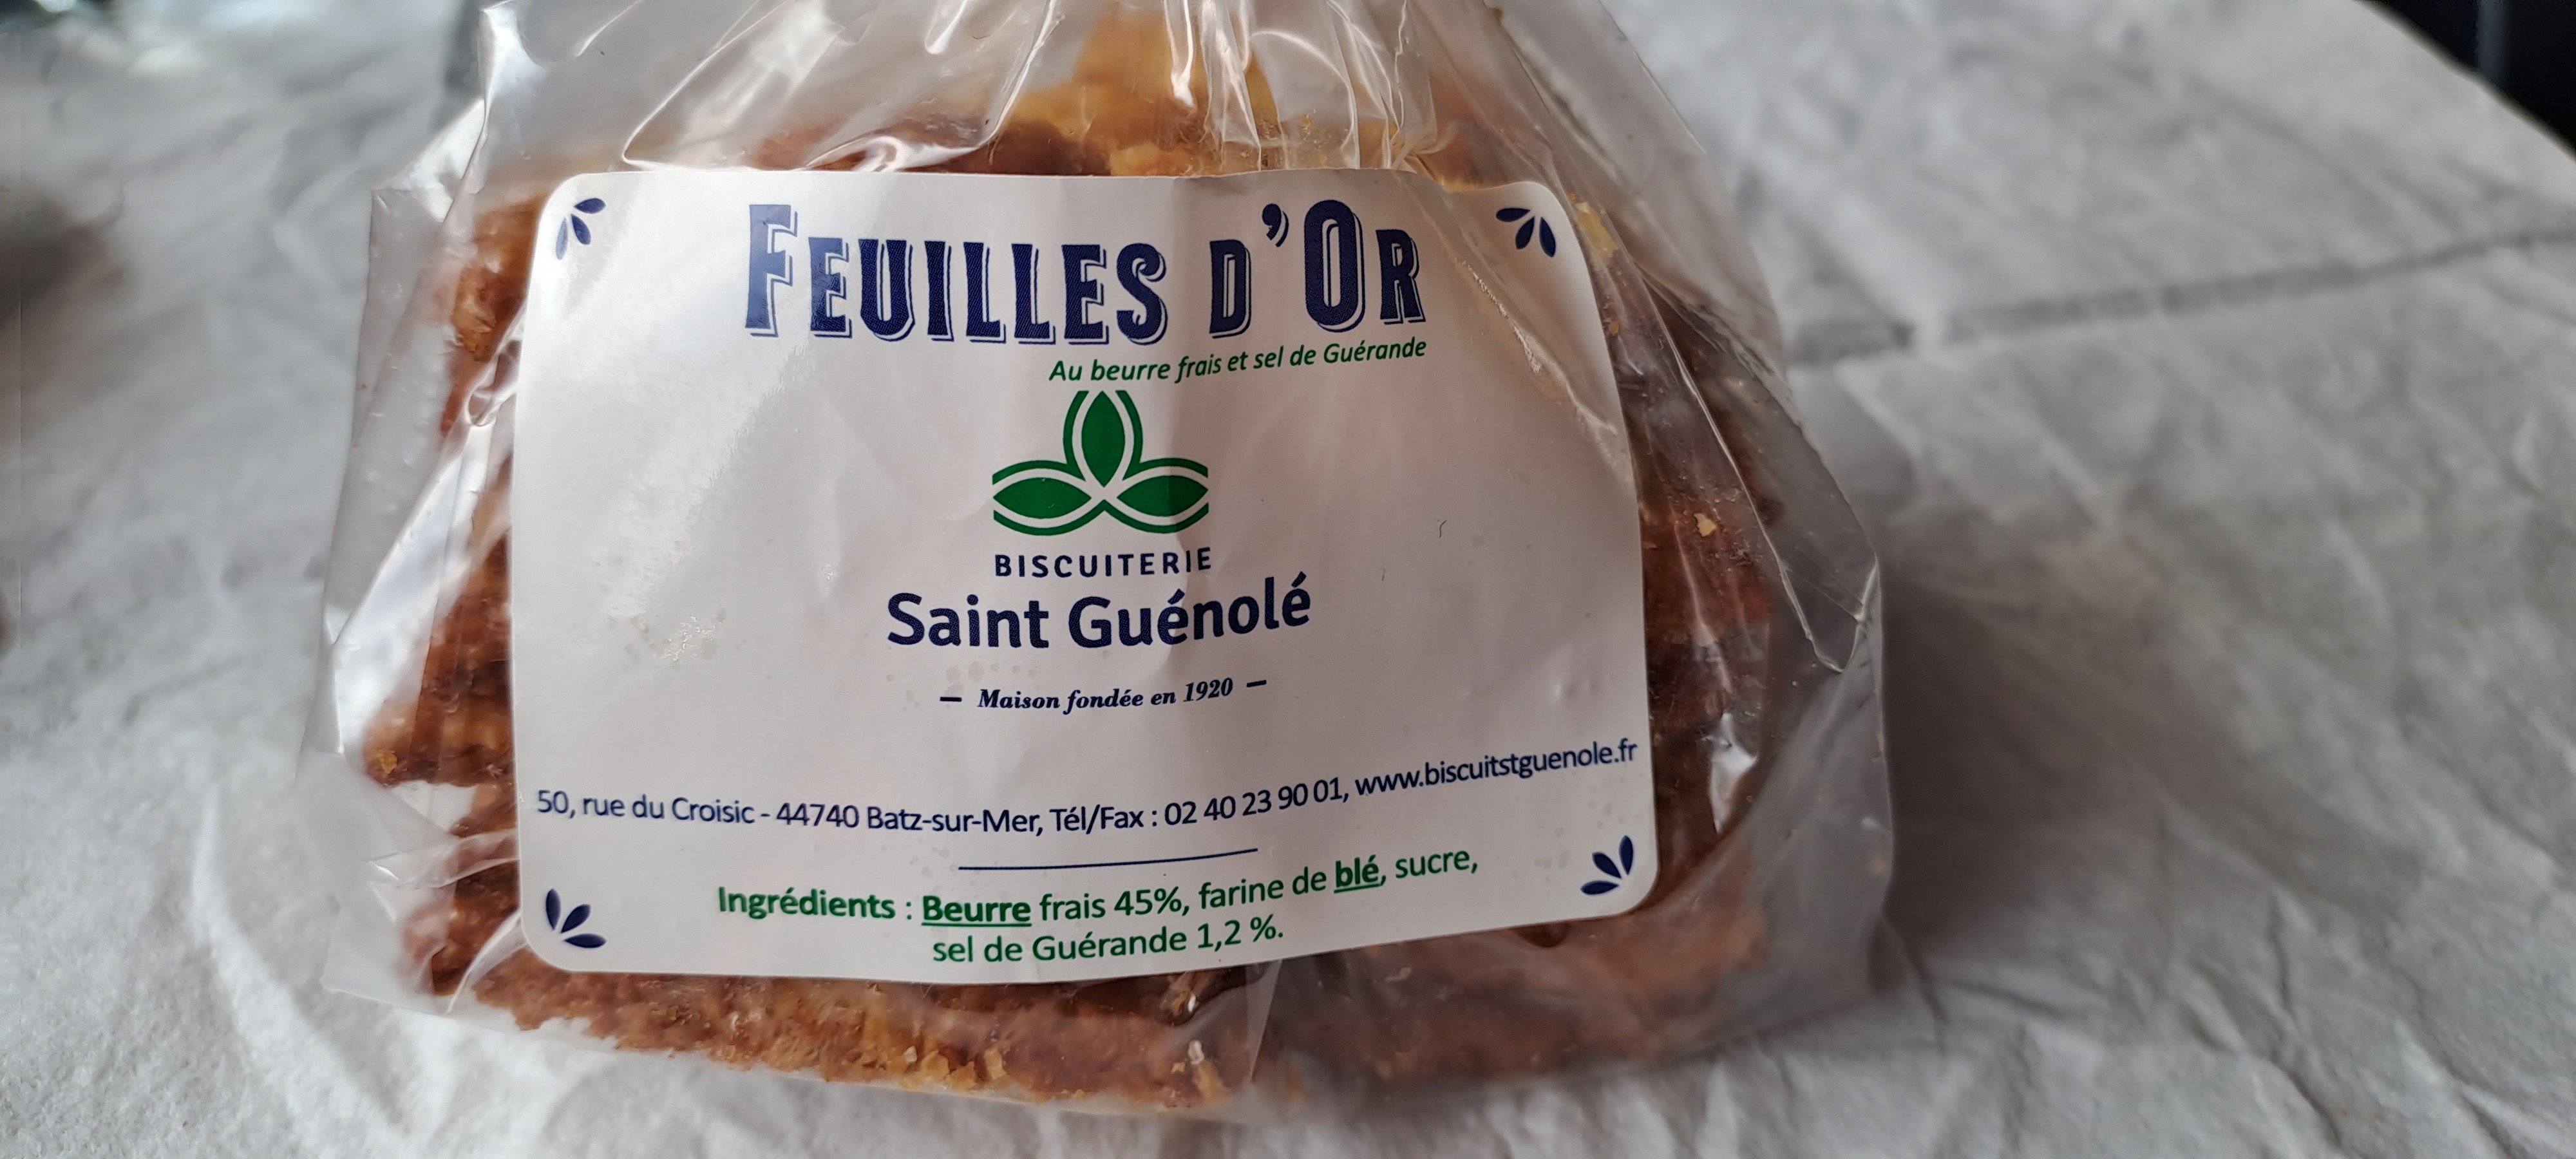 FEUILLES D'OR
Au beurre frais et sel de Guérande
BISCUITERIE
Saint Guénolé
– Maison fondée en 1920 –
50, rue du Croisic - 44740 Batz-sur-Mer, Tél/Fax : 02 40 23 90 01, www.biscuitstguenole.fr
Ingrédients : Beurre frais 45%, farine de blé, sucre,
sel de Guérande 1,2 %.